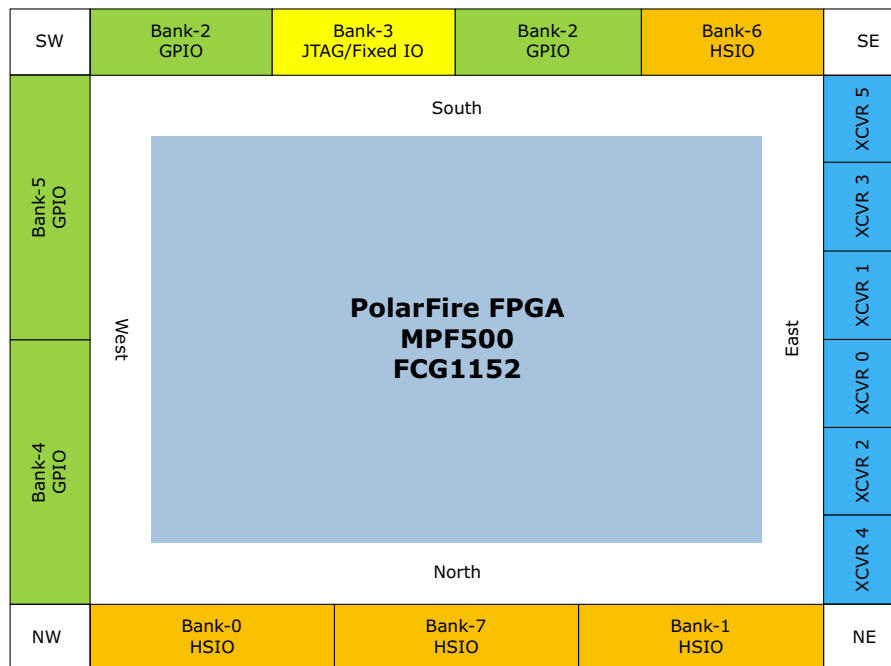 SW
Bank-2
GPIO
Bank-3
JTAG/Fixed IO
Bank-2
GPIO
Bank-6
HSIO
SE
South
Bank-5
GPIO
West
Bank-4
GPIO
PolarFire FPGA
MPF500
FCG1152
East
XCVR 5
XCVR 3
XCVR 1
XCVR 0
XCVR 2
XCVR 4
North
NW
Bank-0
HSIO
Bank-7
HSIO
Bank-1
HSIO
NE